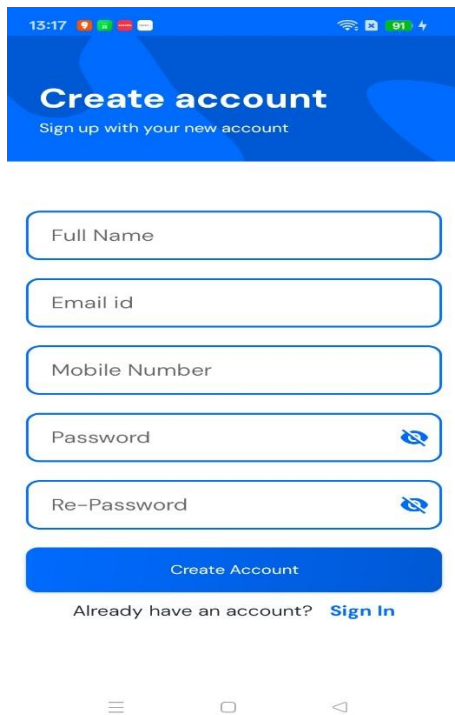 13:17
91
Create account
Sign up with your new account
Full Name
Email id
Mobile Number
Password
Re-Password
Create Account
Already have an account? Sign In